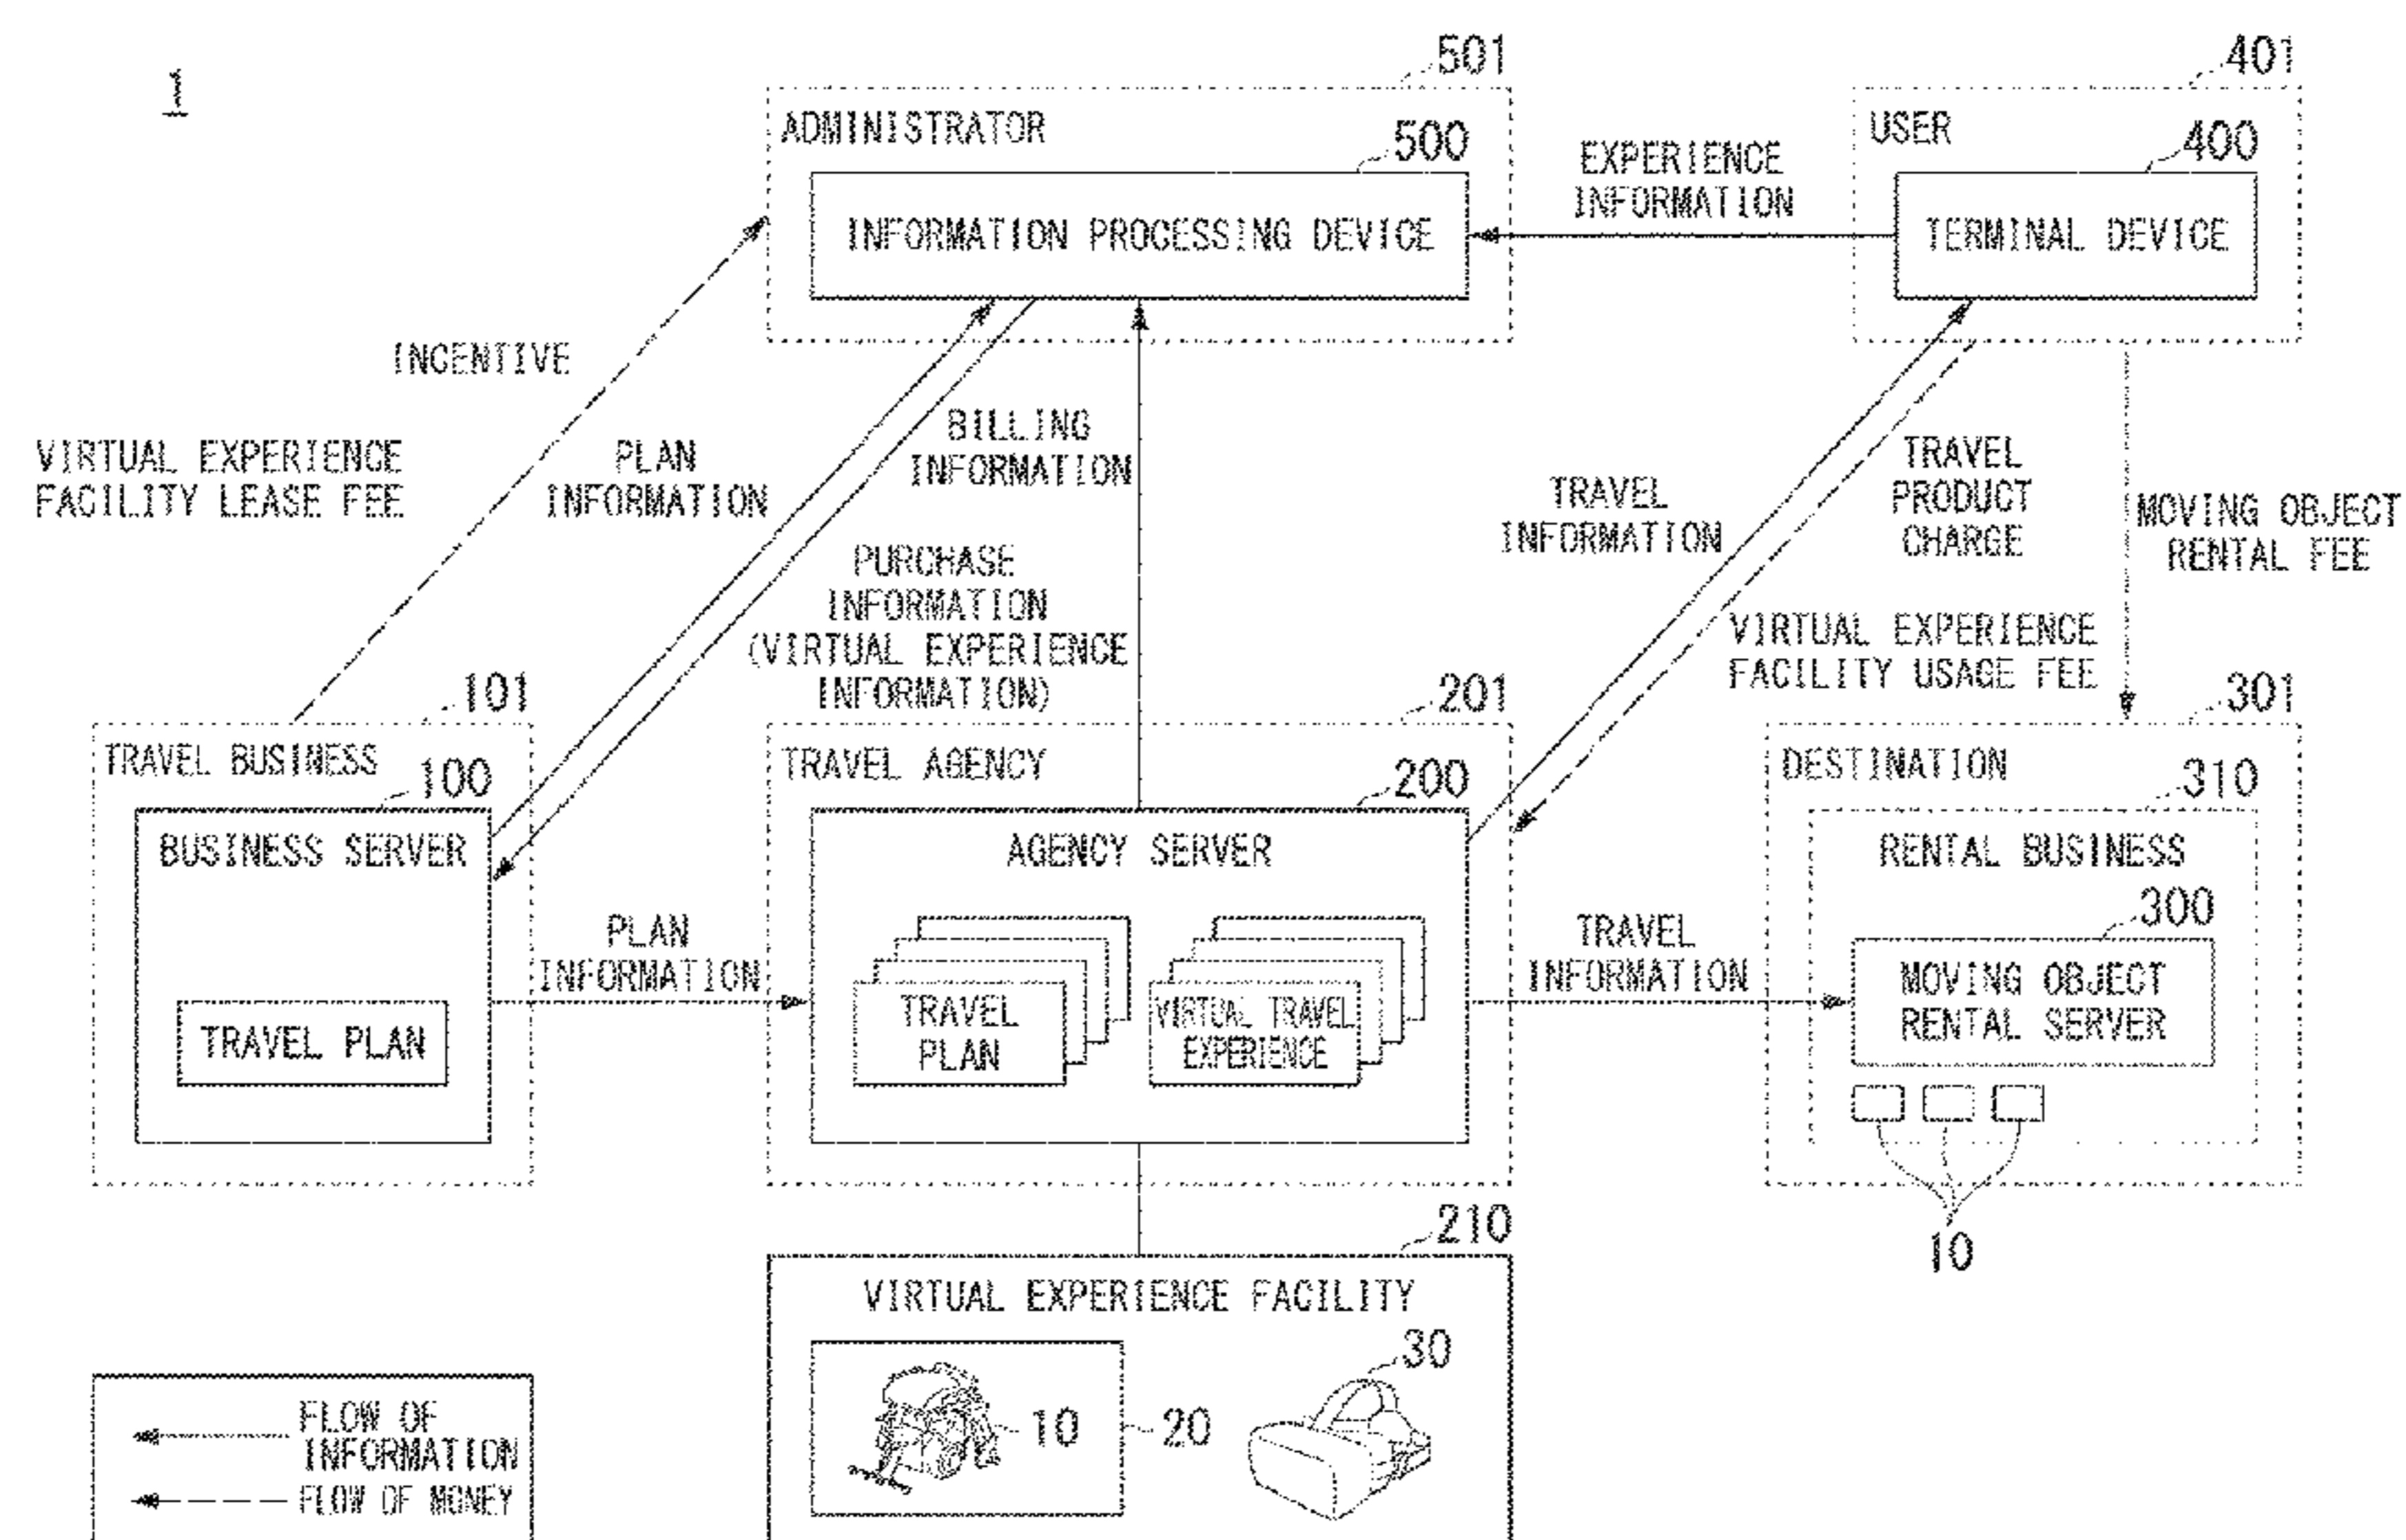 1
501
ADMINISTRATOR
500
INFORMATION PROCESSING DEVICE
EXPERIENCE
INFORMATION
401
USER
400
TERMINAL DEVICE
INCENTIVE
VIRTUAL EXPERIENCE
FACILITY LEASE FEE
PLAN
INFORMATION
BILLING
INFORMATION
PURCHASE
INFORMATION
(VIRTUAL EXPERIENCE
INFORMATION)
TRAVEL
INFORMATION
TRAVEL
PRODUCT
CHARGE
VIRTUAL EXPERIENCE
FACILITY USAGE FEE
MOVING OBJECT
RENTAL FEE
101
TRAVEL BUSINESS
100
BUSINESS SERVER
TRAVEL PLAN
PLAN
INFORMATION
201
TRAVEL AGENCY
200
AGENCY SERVER
TRAVEL
PLAN
VIRTUAL TRAVEL
EXPERIENCE
TRAVEL
INFORMATION
301
DESTINATION
310
RENTAL BUSINESS
300
MOVING OBJECT
RENTAL SERVER
10
210
VIRTUAL EXPERIENCE FACILITY
10
20
30
FLOW OF
INFORMATION
FLOW OF MONEY